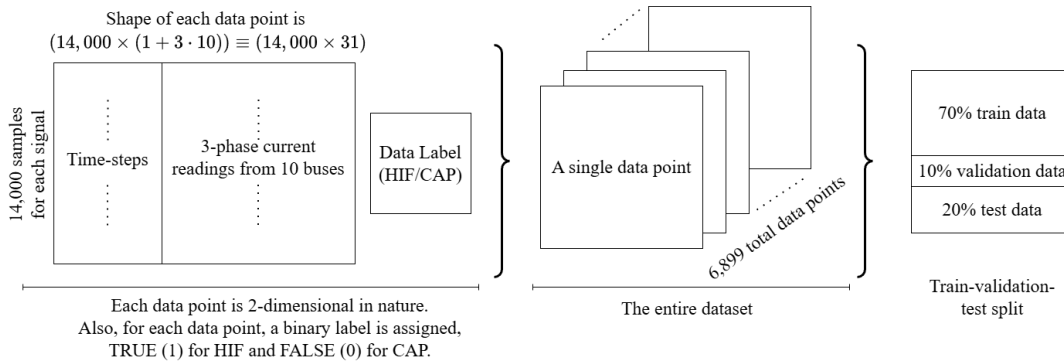 Shape of each data point is
(14,000 × (1 + 3 · 10)) ≡ (14,000 × 31)
14,000 samples
for each signal
Time-steps
3-phase current
readings from 10 buses
Data Label
(HIF/CAP)
Each data point is 2-dimensional in nature.
Also, for each data point, a binary label is assigned,
TRUE (1) for HIF and FALSE (0) for CAP.
A single data point
6,899 total data points
The entire dataset
70% train data
10% validation data
20% test data
Train-validation-
test split